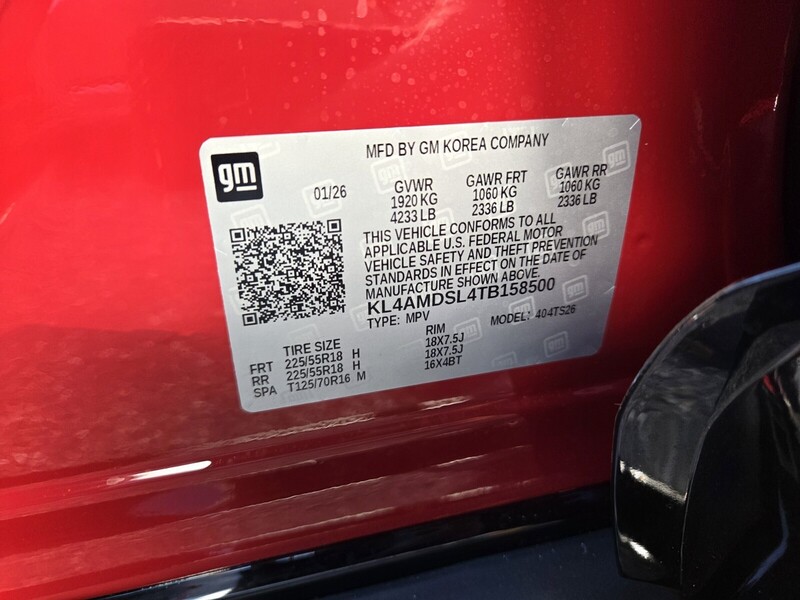 gm
MFD BY GM KOREA COMPANY
01/26
GVWR GAWR FRT GAWR RR
1920 KG 1060 KG 1060 KG
4233 LB 2336 LB 2336 LB
THIS VEHICLE CONFORMS TO ALL
APPLICABLE U.S. FEDERAL MOTOR
VEHICLE SAFETY AND THEFT PREVENTION
STANDARDS IN EFFECT ON THE DATE OF
MANUFACTURE SHOWN ABOVE.
KL4AMDSL4TB158500
TYPE: MPV MODEL: 404TS26
TIRE SIZE RIM
FRT 225/55R18 H 18X7.5J
RR 225/55R18 H 18X7.5J
SPA T125/70R16 M 16X4BT